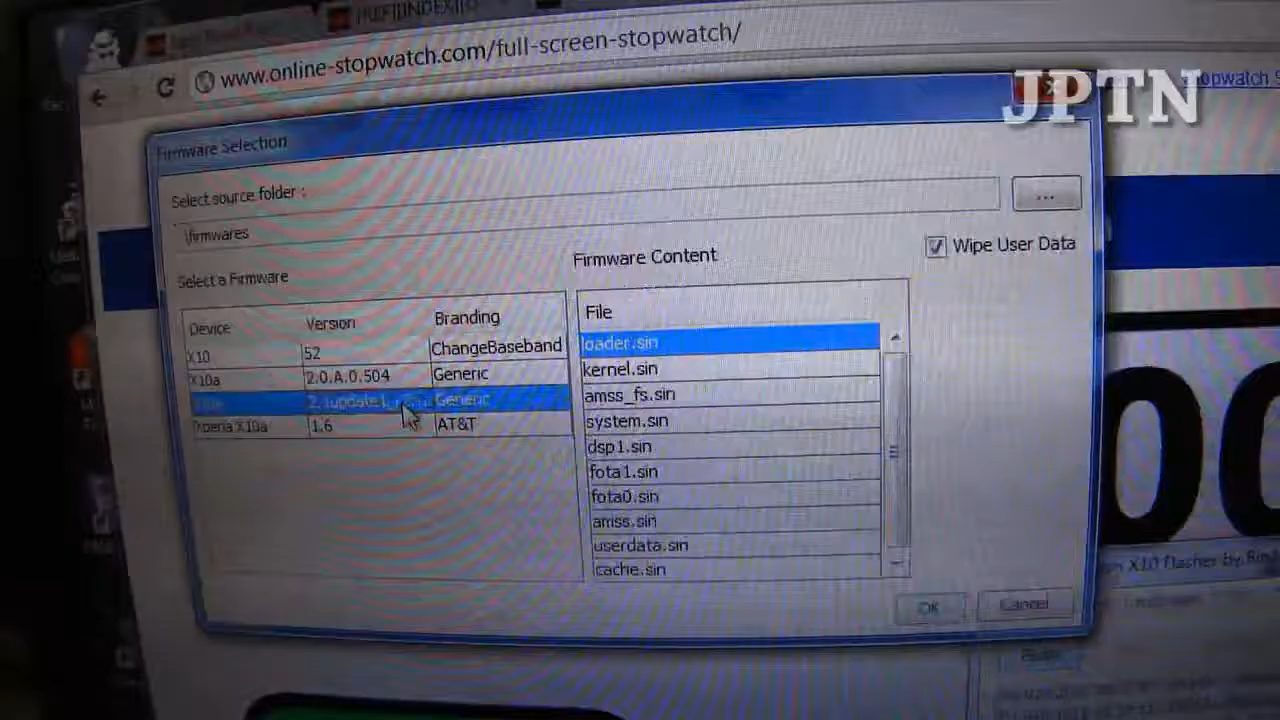 www.online-stopwatch.com/full-screen-stopwatch/
JPTN
Firmware Selection
Select source folder :
...
\firmwares
Wipe User Data
Select a Firmware
Firmware Content
Device Version Branding
X10 52 ChangeBaseband
X10a 2.0.A.0.504 Generic
Generic
Xperia X10a 1.6 AT&T
File
loader.sin
kernel.sin
amss_fs.sin
system.sin
dsp1.sin
fota1.sin
fota0.sin
amss.sin
userdata.sin
cache.sin
Ok Cancel
X10 flasher by